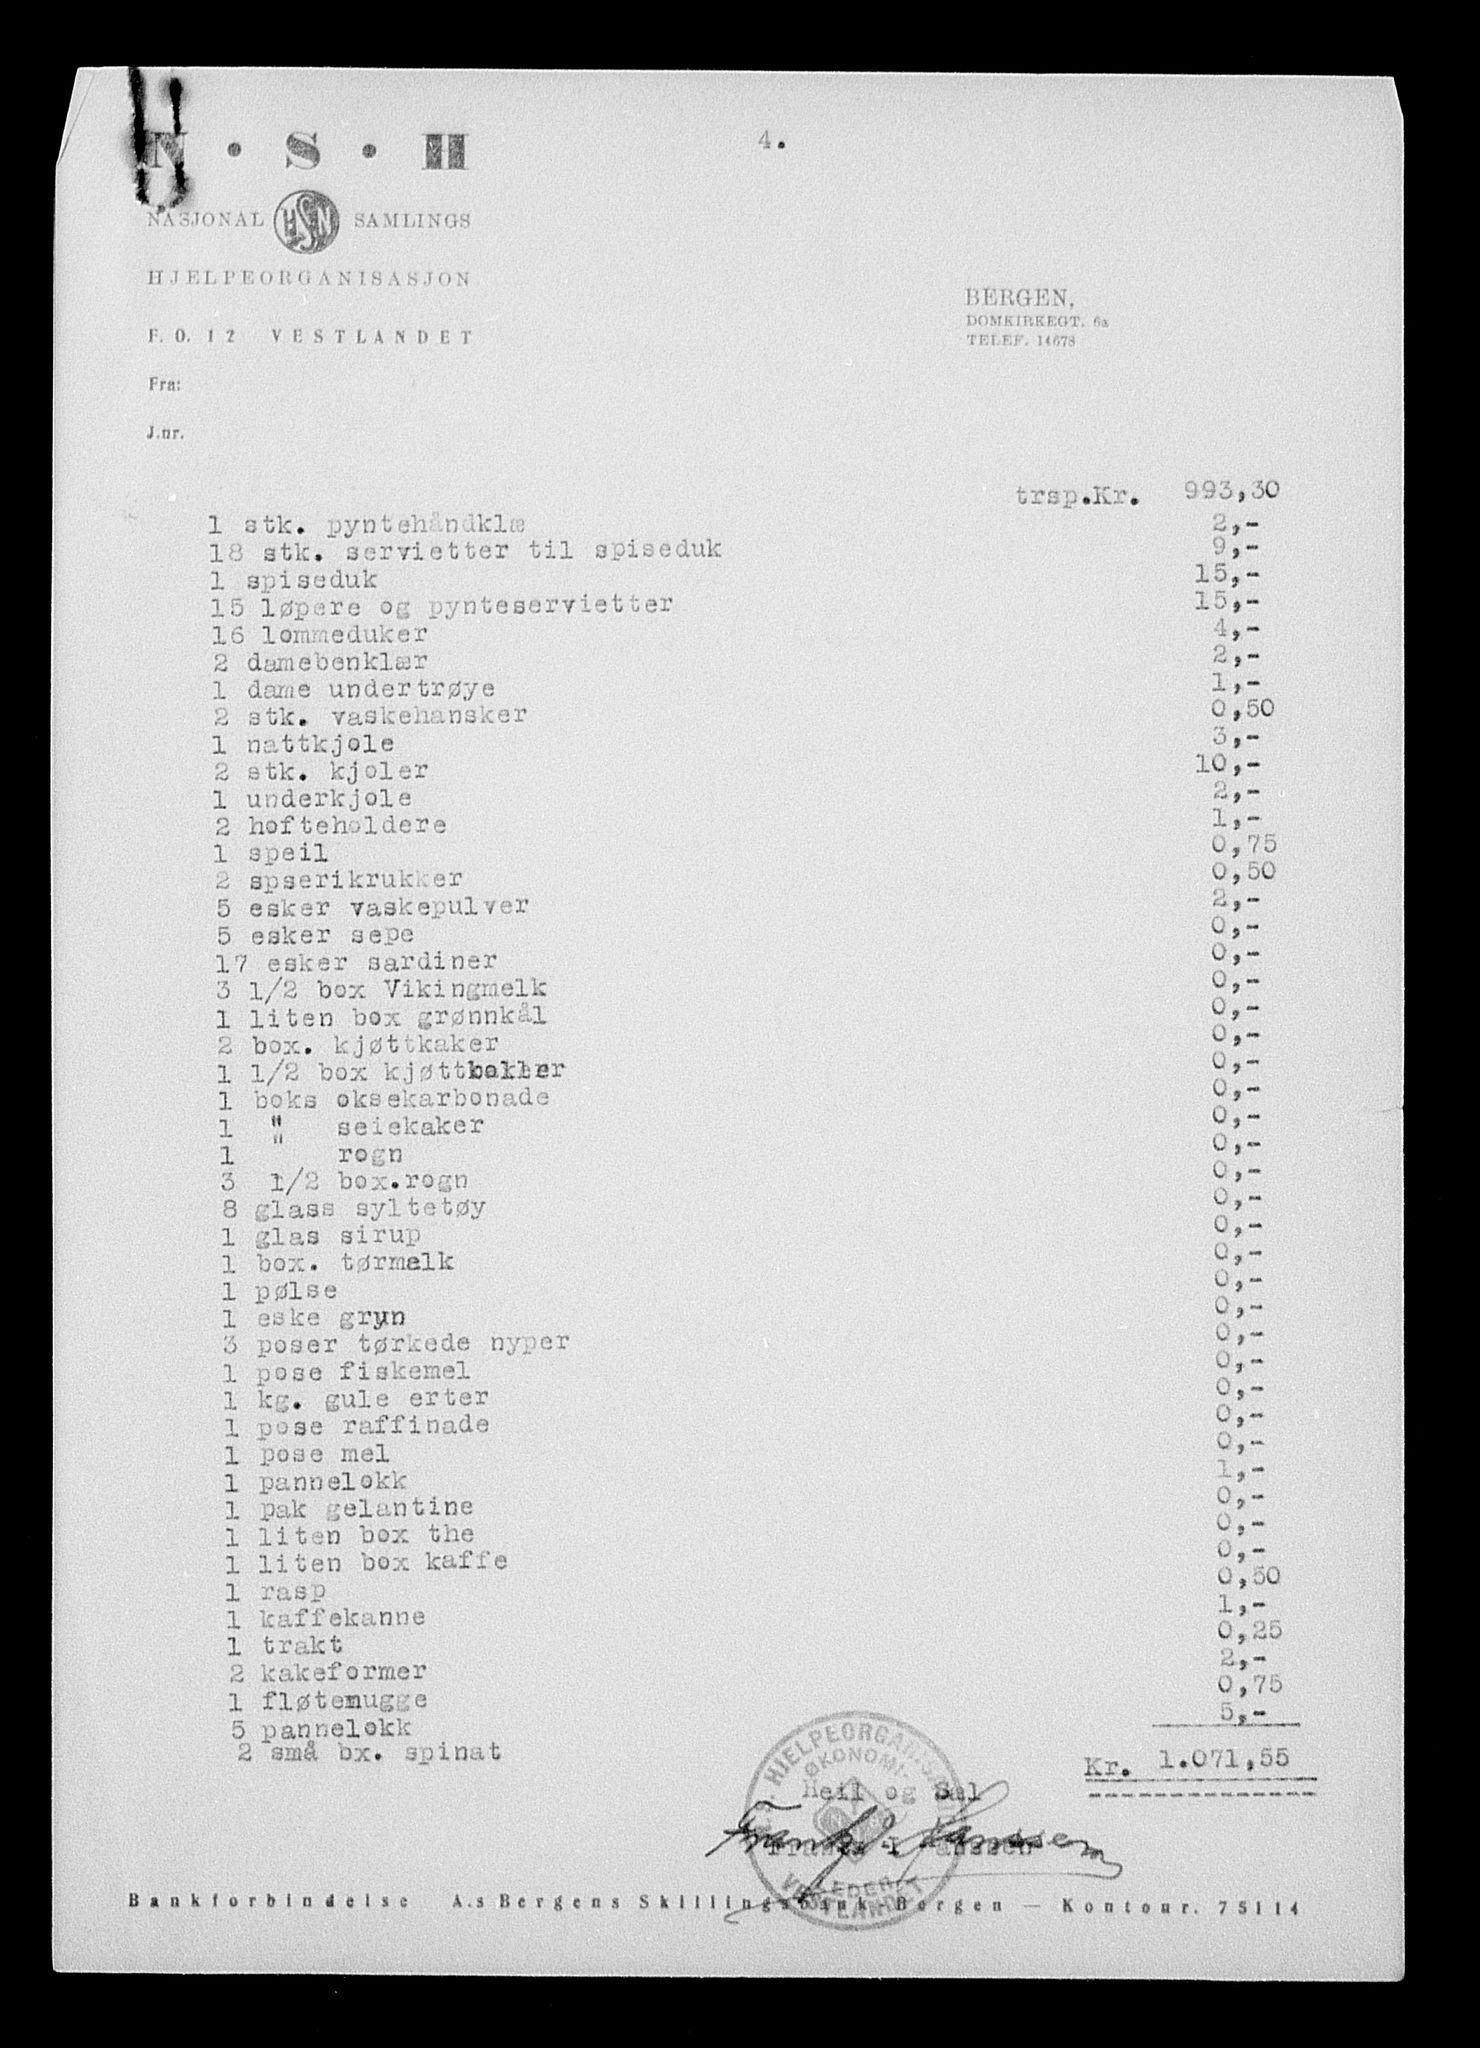 4.
N · S · H
NASJONAL NSH SAMLINGS
HJELPEORGANISASJON
F. O. 12 VESTLANDET
BERGEN,
DOMKIRKEGT. 6a
TELEF. 14678
Fra:
J.nr.
trsp.Kr. 993,30
1 stk. pyntehåndklæ 2,-
18 stk. servietter til spiseduk 9,-
1 spiseduk 15,-
15 løpere og pynteservietter 15,-
16 lommeduker 4,-
2 damebenklær 2,-
1 dame undertrøye 1,-
2 stk. vaskehansker 0,50
1 nattkjole 3,-
2 stk. kjoler 10,-
1 underkjole 2,-
2 hofteholdere 1,-
1 speil 0,75
2 spserikrukker 0,50
5 esker vaskepulver 2,-
5 esker sepe 0,-
17 esker sardiner 0,-
3 1/2 box Vikingmelk 0,-
1 liten box grønnkål 0,-
2 box. kjøttkaker 0,-
1 1/2 box kjøttboller 0,-
1 boks oksekarbonade 0,-
1 " seiekaker 0,-
1 " rogn 0,-
3 1/2 box.rogn 0,-
8 glass syltetøy 0,-
1 glas sirup 0,-
1 box. tørmelk 0,-
1 pølse 0,-
1 eske gryn 0,-
3 poser tørkede nyper 0,-
1 pose fiskemel 0,-
1 kg. gule erter 0,-
1 pose raffinade 0,-
1 pose mel 0,-
1 pannelokk 1,-
1 pak gelantine 0,-
1 liten box the 0,-
1 liten box kaffe 0,-
1 rasp 0,50
1 kaffekanne 1,-
1 trakt 0,25
2 kakeformer 2,-
1 fløtemugge 0,75
5 pannelokk 5,-
2 små bx. spinat
Kr. 1.071,55
HJELPEORGANISASJON
ØKONOMI-
Heil og Sæl
Frank J Janssen
Frank J Janssen
VESTLANDET
Bankforbindelse A.s Bergens Skillingsbank - Bergen — Kontonr. 75114